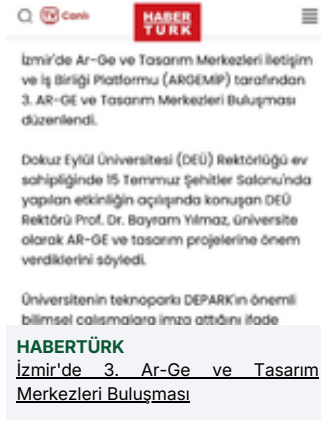 Canlı
HABER
TÜRK
İzmir'de Ar-Ge ve Tasarım Merkezleri İletişim
ve İş Birliği Platformu (ARGEMİP) tarafından
3. AR-GE ve Tasarım Merkezleri Buluşması
düzenlendi.
Dokuz Eylül Üniversitesi (DEÜ) Rektörlüğü ev
sahipliğinde 15 Temmuz Şehitler Salonu'nda
yapılan etkinliğin açılışında konuşan DEÜ
Rektörü Prof. Dr. Bayram Yılmaz, üniversite
olarak AR-GE ve tasarım projelerine önem
verdiklerini söyledi.
Üniversitenin teknoparkı DEPARK'ın önemli
bilimsel çalışmalara imza attığını ifade
HABERTÜRK
İzmir'de 3. Ar-Ge ve Tasarım
Merkezleri Buluşması